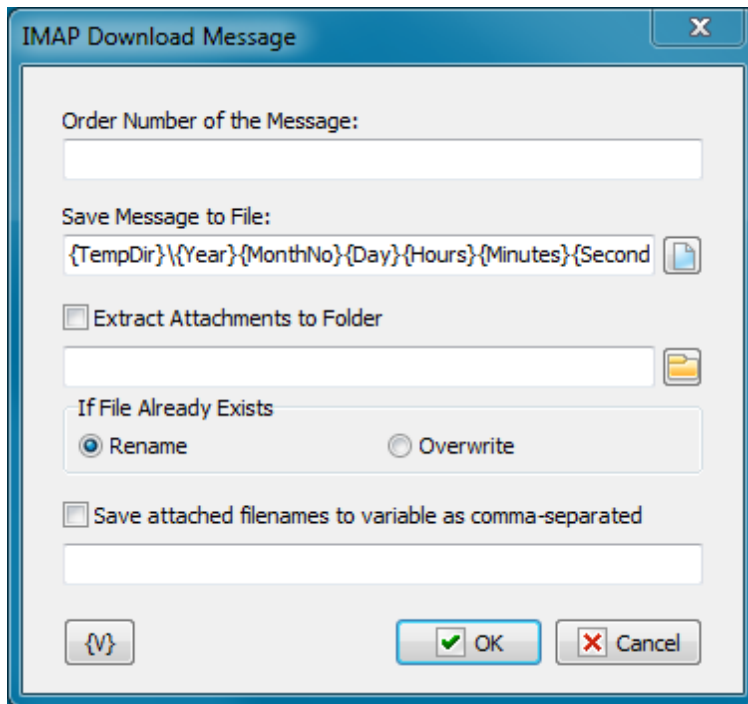 IMAP Download Message
Order Number of the Message:
Save Message to File:
{TempDir}\{Year}{MonthNo}{Day}{Hours}{Minutes}{Second
Extract Attachments to Folder
If File Already Exists
Rename Overwrite
Save attached filenames to variable as comma-separated
{V} OK Cancel